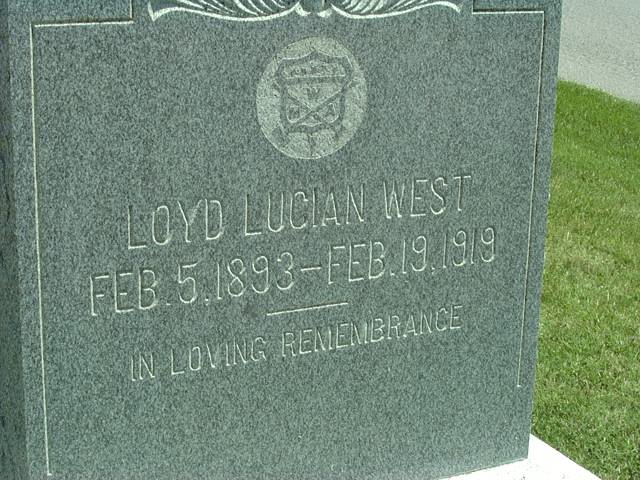 LOYD LUCIAN WEST
FEB. 5, 1893 – FEB. 19, 1919
IN LOVING REMEMBRANCE